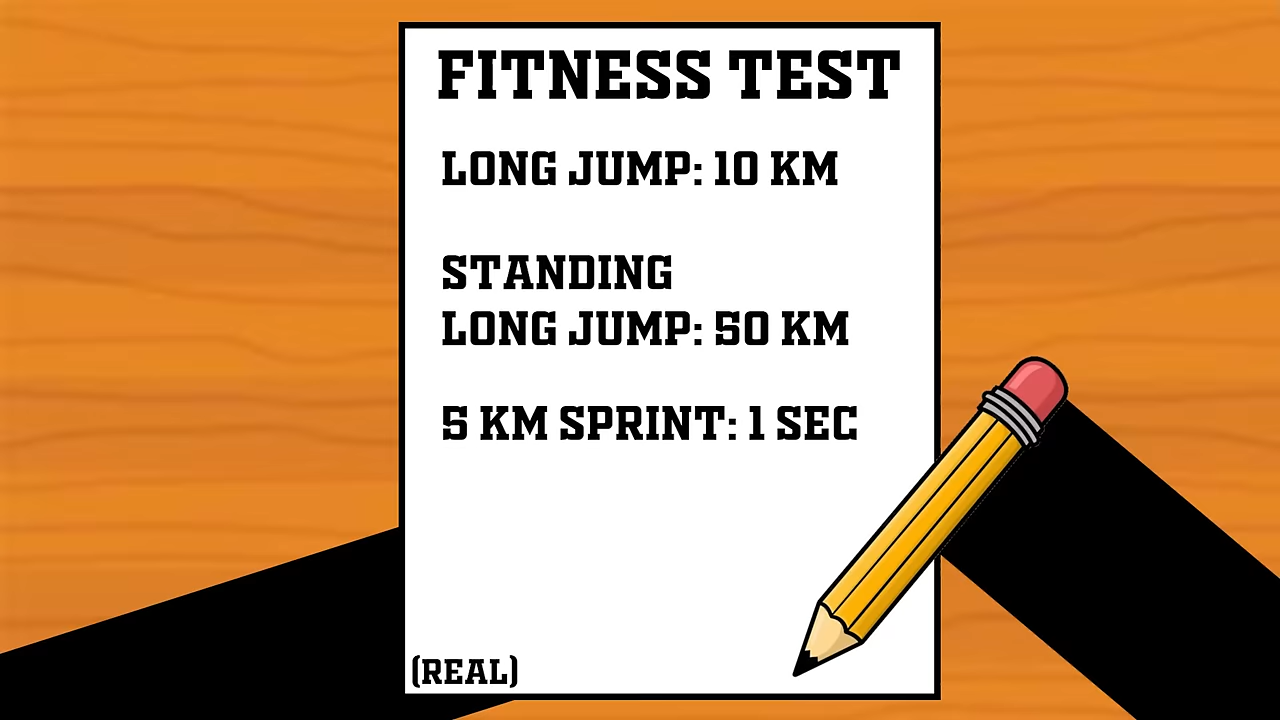 FITNESS TEST
LONG JUMP: 10 KM
STANDING
LONG JUMP: 50 KM
5 KM SPRINT: 1 SEC
(REAL)